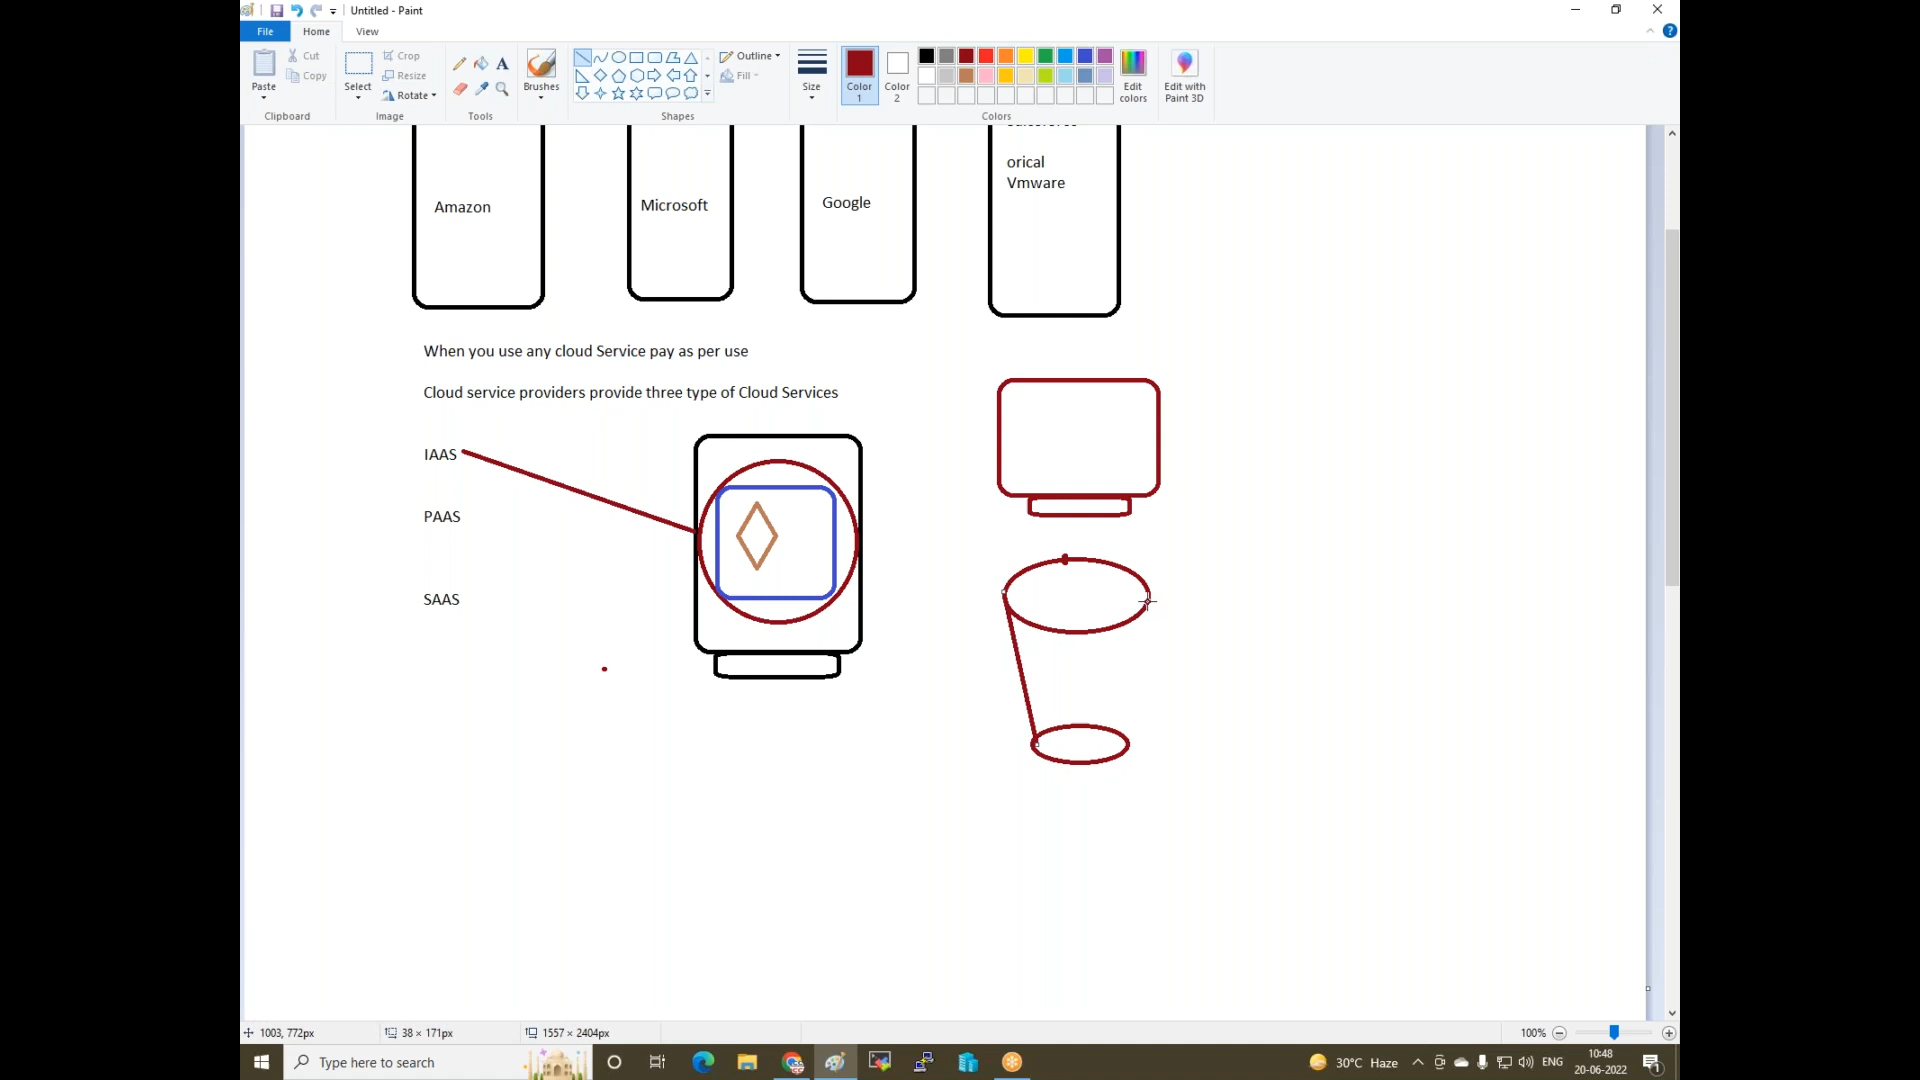 Untitled - Paint
File
Home
View
Paste
Cut
Copy
Clipboard
Select
Crop
Resize
Rotate
Image
A
Tools
Brushes
Shapes
Outline
Fill
Size
Color
1
Color
2
Colors
Edit
colors
Edit with
Paint 3D
orical
Vmware
Amazon
Microsoft
Google
When you use any cloud Service pay as per use
Cloud service providers provide three type of Cloud Services
IAAS
PAAS
SAAS
1003, 772px
38 × 171px
1557 × 2404px
100%
Type here to search
30°C Haze
ENG
10:48
20-06-2022